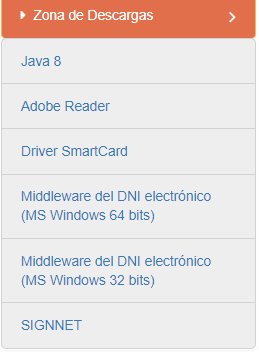 Zona de Descargas
Java 8
Adobe Reader
Driver SmartCard
Middleware del DNI electrónico
(MS Windows 64 bits)
Middleware del DNI electrónico
(MS Windows 32 bits)
SIGNNET